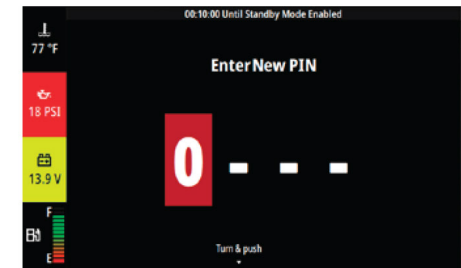 00:10:00 Until Standby Mode Enabled
77 °F
Enter New PIN
18 PSI
0 - - -
13.9 V
F
E
Turn & push